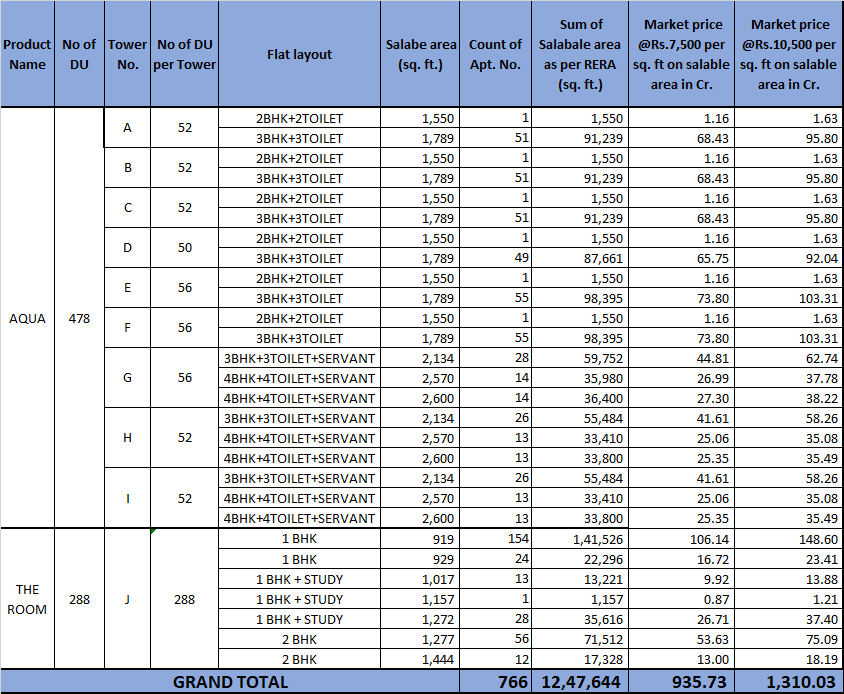 Product Name | No of DU | Tower No. | No of DU per Tower | Flat layout | Salabe area (sq. ft.) | Count of Apt. No. | Sum of Salabale area as per RERA (sq. ft.) | Market price @Rs.7,500 per sq. ft on salable area in Cr. | Market price @Rs.10,500 per sq. ft on salable area in Cr.
AQUA | 478 | A | 52 | 2BHK+2TOILET | 1,550 | 1 | 1,550 | 1.16 | 1.63
3BHK+3TOILET | 1,789 | 51 | 91,239 | 68.43 | 95.80
B | 52 | 2BHK+2TOILET | 1,550 | 1 | 1,550 | 1.16 | 1.63
3BHK+3TOILET | 1,789 | 51 | 91,239 | 68.43 | 95.80
C | 52 | 2BHK+2TOILET | 1,550 | 1 | 1,550 | 1.16 | 1.63
3BHK+3TOILET | 1,789 | 51 | 91,239 | 68.43 | 95.80
D | 50 | 2BHK+2TOILET | 1,550 | 1 | 1,550 | 1.16 | 1.63
3BHK+3TOILET | 1,789 | 49 | 87,661 | 65.75 | 92.04
E | 56 | 2BHK+2TOILET | 1,550 | 1 | 1,550 | 1.16 | 1.63
3BHK+3TOILET | 1,789 | 55 | 98,395 | 73.80 | 103.31
F | 56 | 2BHK+2TOILET | 1,550 | 1 | 1,550 | 1.16 | 1.63
3BHK+3TOILET | 1,789 | 55 | 98,395 | 73.80 | 103.31
G | 56 | 3BHK+3TOILET+SERVANT | 2,134 | 28 | 59,752 | 44.81 | 62.74
4BHK+4TOILET+SERVANT | 2,570 | 14 | 35,980 | 26.99 | 37.78
4BHK+4TOILET+SERVANT | 2,600 | 14 | 36,400 | 27.30 | 38.22
H | 52 | 3BHK+3TOILET+SERVANT | 2,134 | 26 | 55,484 | 41.61 | 58.26
4BHK+4TOILET+SERVANT | 2,570 | 13 | 33,410 | 25.06 | 35.08
4BHK+4TOILET+SERVANT | 2,600 | 13 | 33,800 | 25.35 | 35.49
I | 52 | 3BHK+3TOILET+SERVANT | 2,134 | 26 | 55,484 | 41.61 | 58.26
4BHK+4TOILET+SERVANT | 2,570 | 13 | 33,410 | 25.06 | 35.08
4BHK+4TOILET+SERVANT | 2,600 | 13 | 33,800 | 25.35 | 35.49
THE ROOM | 288 | J | 288 | 1 BHK | 919 | 154 | 1,41,526 | 106.14 | 148.60
1 BHK | 929 | 24 | 22,296 | 16.72 | 23.41
1 BHK + STUDY | 1,017 | 13 | 13,221 | 9.92 | 13.88
1 BHK + STUDY | 1,157 | 1 | 1,157 | 0.87 | 1.21
1 BHK + STUDY | 1,272 | 28 | 35,616 | 26.71 | 37.40
2 BHK | 1,277 | 56 | 71,512 | 53.63 | 75.09
2 BHK | 1,444 | 12 | 17,328 | 13.00 | 18.19
GRAND TOTAL | 766 | 12,47,644 | 935.73 | 1,310.03